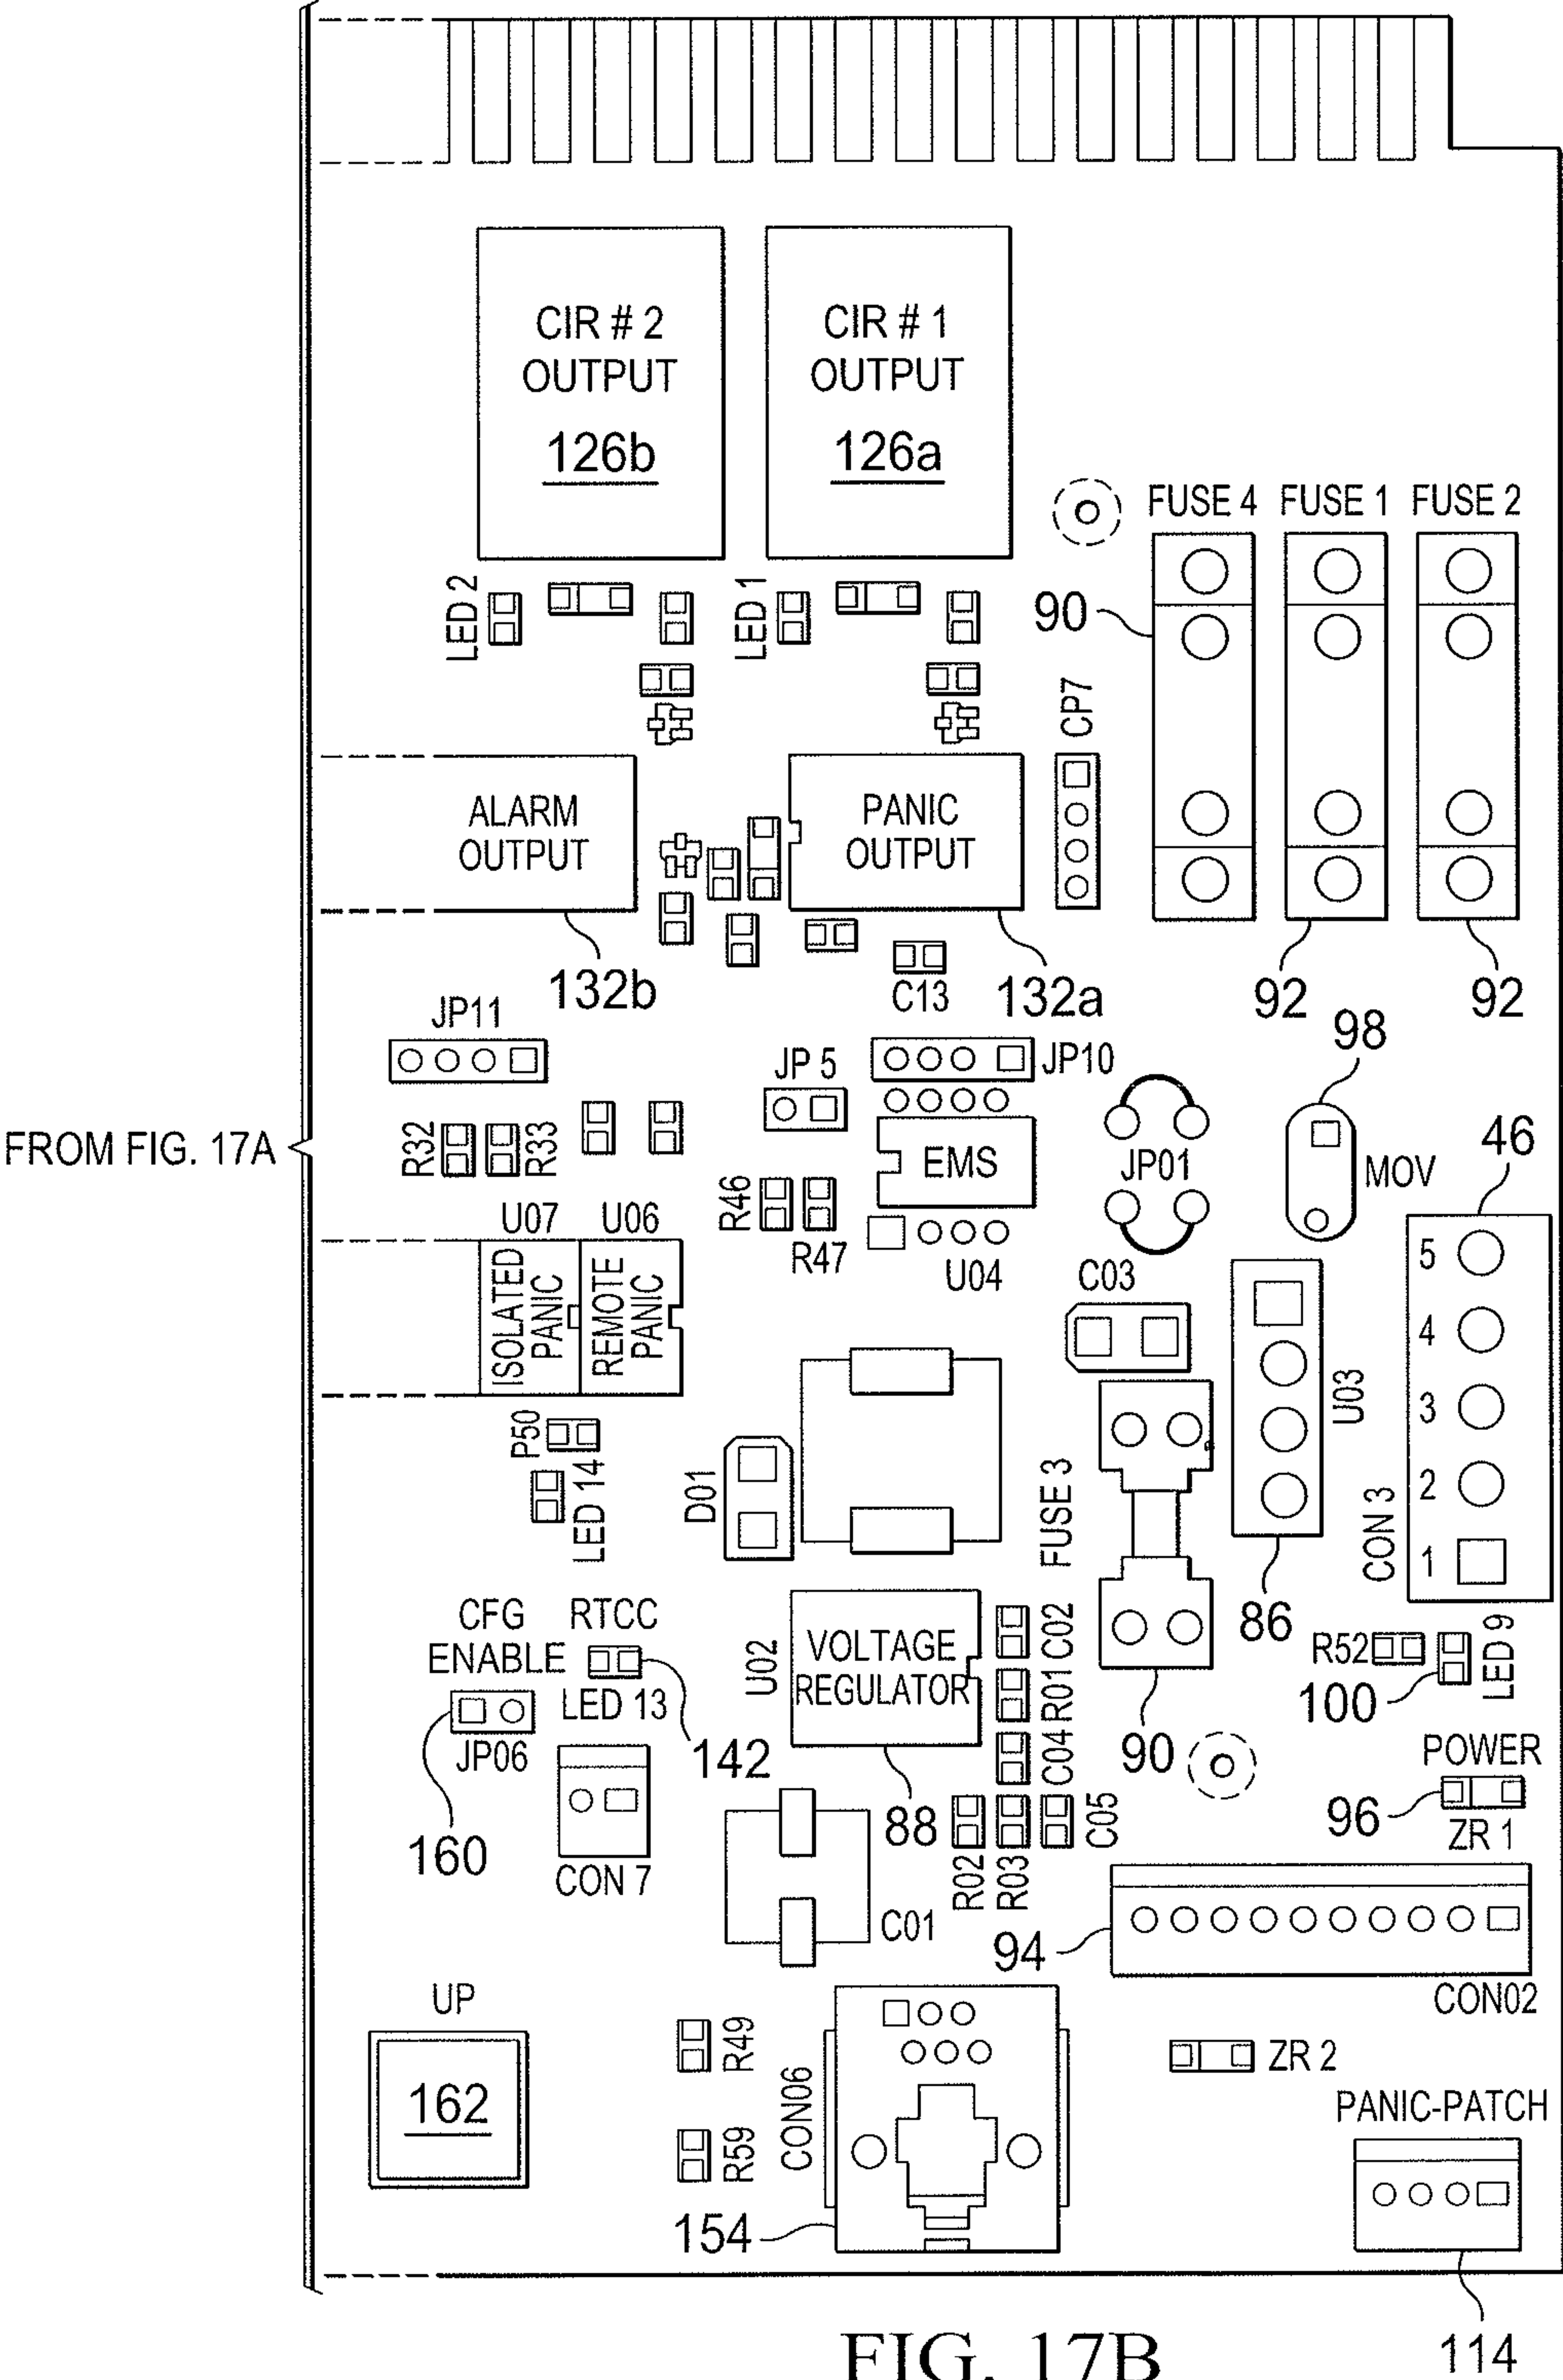 CIR # 2
OUTPUT
126b
CIR # 1
OUTPUT
126a
FUSE 4
FUSE 1
FUSE 2
90
LED 2
LED 1
CP7
ALARM
OUTPUT
PANIC
OUTPUT
132b
C13
132a
92
92
98
JP11
JP 5
JP10
FROM FIG. 17A
R32
R33
EMS
JP01
MOV
46
R46
R47
U04
U07
U06
ISOLATED
PANIC
REMOTE
PANIC
C03
U03
5
4
3
2
1
CON 3
P50
LED 14
D01
FUSE 3
86
CFG
ENABLE
RTCC
LED 13
JP06
142
160
CON 7
U02
VOLTAGE
REGULATOR
C02
R01
C04
88
90
R52
LED 9
100
POWER
96
ZR 1
R02
R03
C05
C01
94
CON02
UP
162
R49
R59
CON06
154
ZR 2
PANIC-PATCH
114
FIG. 17B